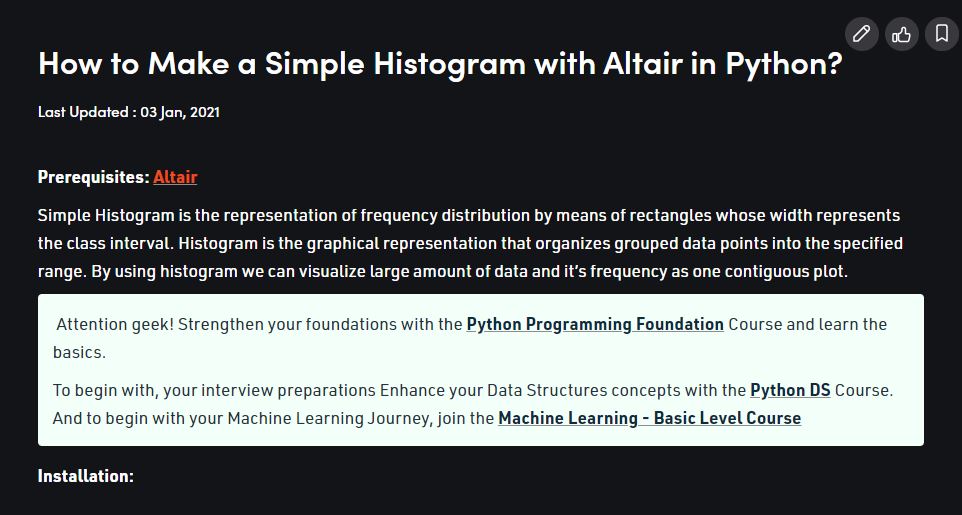 How to Make a Simple Histogram with Altair in Python?
Last Updated : 03 Jan, 2021
Prerequisites: Altair
Simple Histogram is the representation of frequency distribution by means of rectangles whose width represents
the class interval. Histogram is the graphical representation that organizes grouped data points into the specified
range. By using histogram we can visualize large amount of data and it’s frequency as one contiguous plot.
Attention geek! Strengthen your foundations with the Python Programming Foundation Course and learn the
basics.
To begin with, your interview preparations Enhance your Data Structures concepts with the Python DS Course.
And to begin with your Machine Learning Journey, join the Machine Learning - Basic Level Course
Installation: